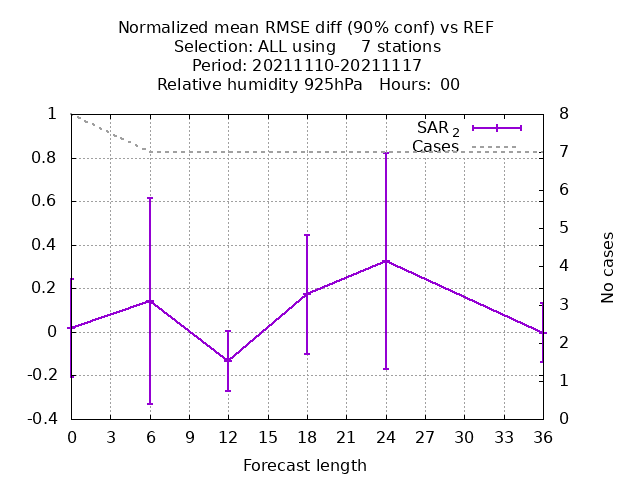 Normalized mean RMSE diff (90% conf) vs REF
Selection: ALL using 7 stations
Period: 20211110-20211117
Relative humidity 925hPa Hours: 00
1
0.8
0.6
0.4
0.2
0
-0.2
-0.4
8
7
6
5
4
3
2
1
0
SAR 2
Cases
No cases
0 3 6 9 12 15 18 21 24 27 30 33 36
Forecast length